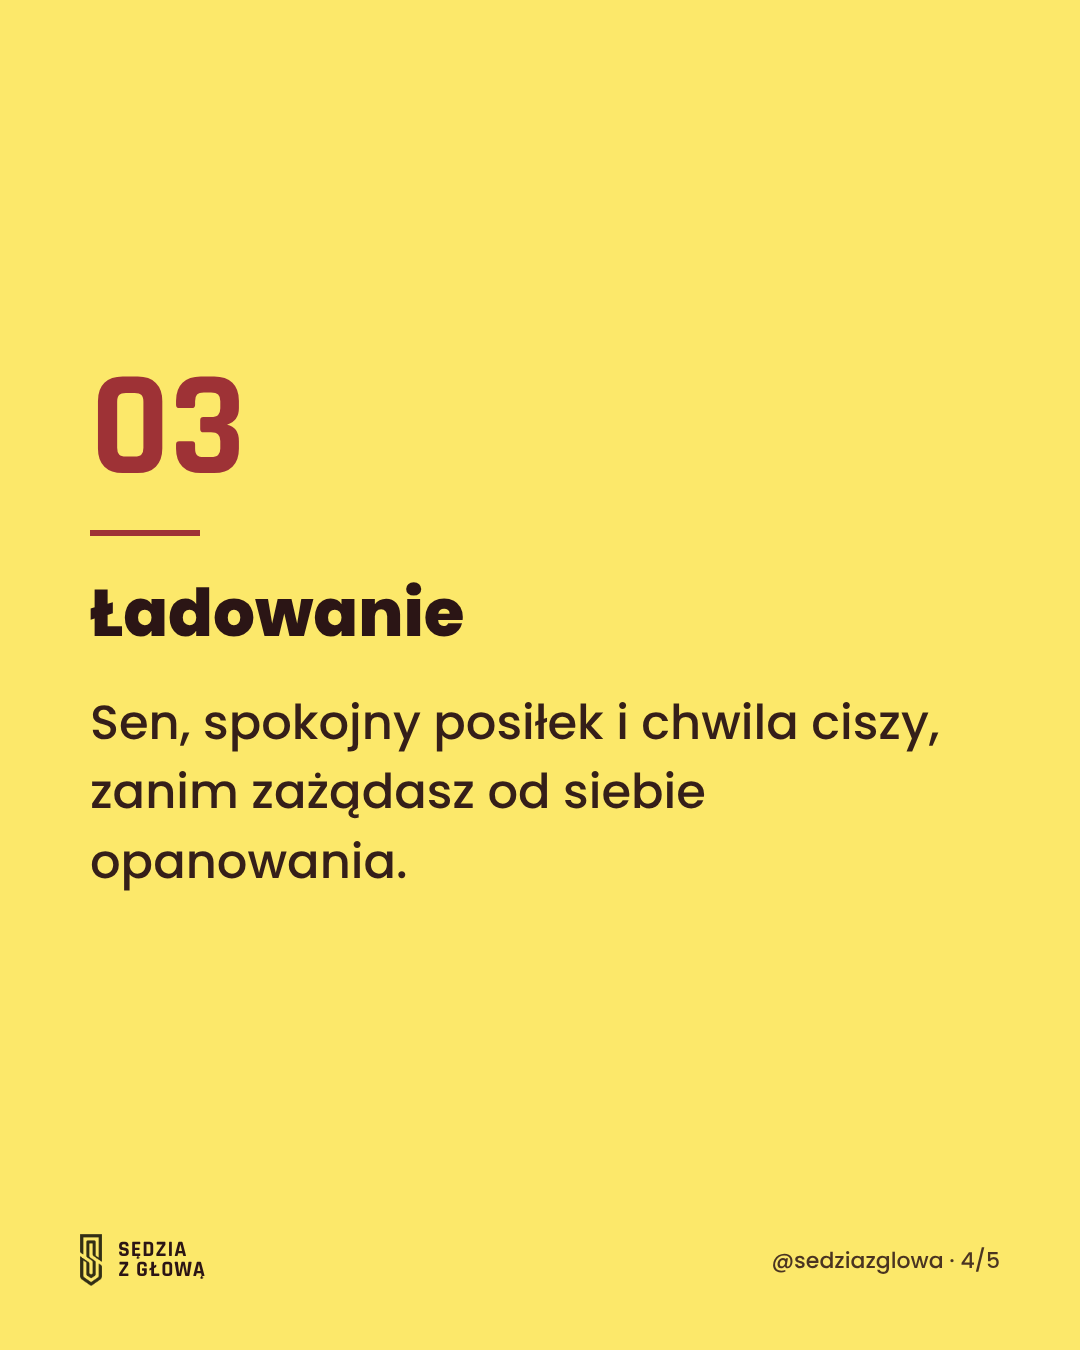 03
Ładowanie
Sen, spokojny posiłek i chwila ciszy,
zanim zażądasz od siebie
opanowania.
SĘDZIA
Z GŁOWĄ
@sedziazglowa · 4/5